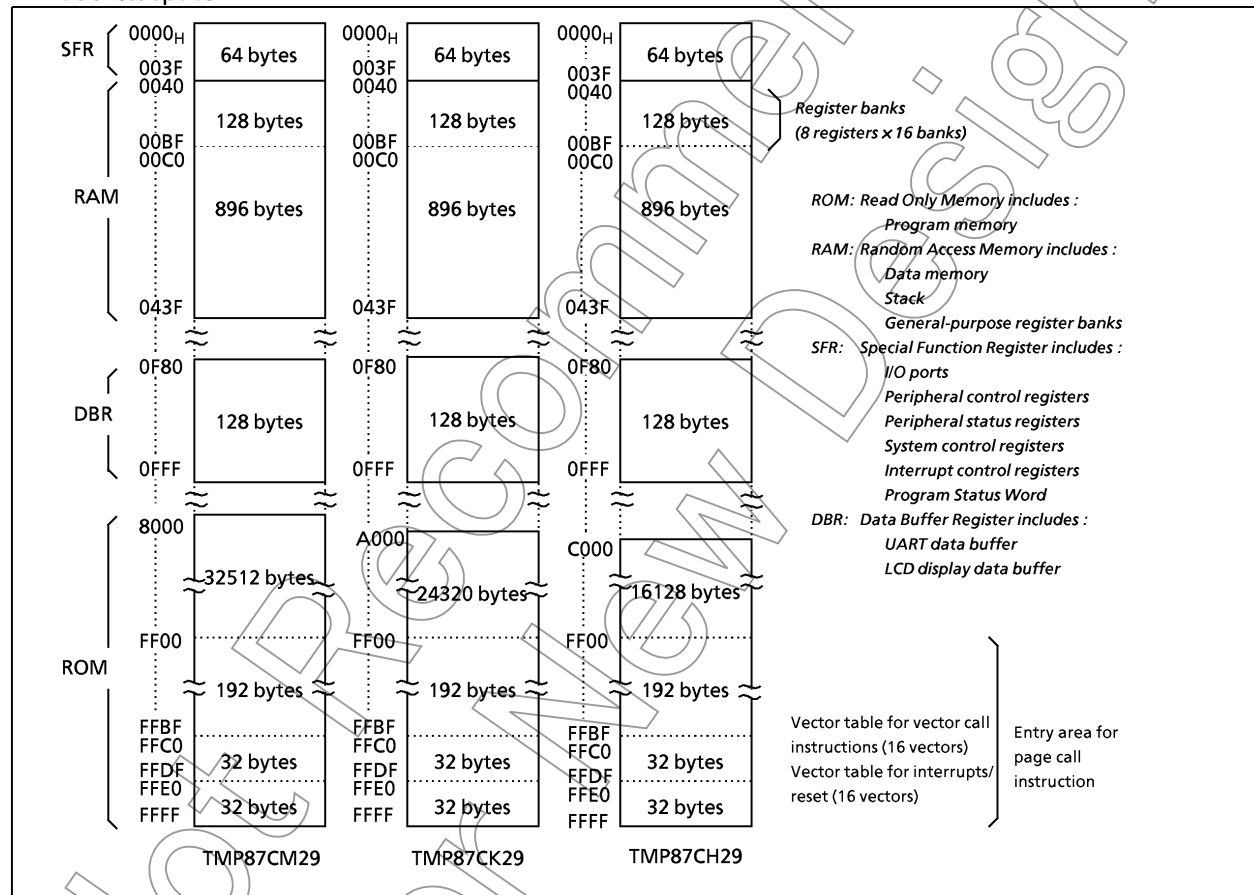 SFR
0000H
64 bytes
0000H
64 bytes
0000H
64 bytes
003F
003F
003F
0040
0040
0040
128 bytes
128 bytes
128 bytes
Register banks
(8 registers × 16 banks)
00BF
00BF
00BF
00C0
00C0
00C0
RAM
896 bytes
896 bytes
896 bytes
043F
043F
043F
ROM: Read Only Memory includes :
Program memory
RAM: Random Access Memory includes :
Data memory
Stack
General-purpose register banks
SFR: Special Function Register includes :
I/O ports
Peripheral control registers
Peripheral status registers
System control registers
Interrupt control registers
Program Status Word
DBR: Data Buffer Register includes :
UART data buffer
LCD display data buffer
0F80
0F80
0F80
DBR
128 bytes
128 bytes
128 bytes
0FFF
0FFF
0FFF
8000
A000
C000
32512 bytes
24320 bytes
16128 bytes
FF00
FF00
FF00
ROM
192 bytes
192 bytes
192 bytes
FFBF
FFBF
FFBF
FFC0
FFC0
FFC0
32 bytes
32 bytes
32 bytes
FFDF
FFDF
FFDF
FFE0
FFE0
FFE0
32 bytes
32 bytes
32 bytes
FFFF
FFFF
FFFF
Vector table for vector call
instructions (16 vectors)
Vector table for interrupts/
reset (16 vectors)
Entry area for
page call
instruction
TMP87CM29
TMP87CK29
TMP87CH29